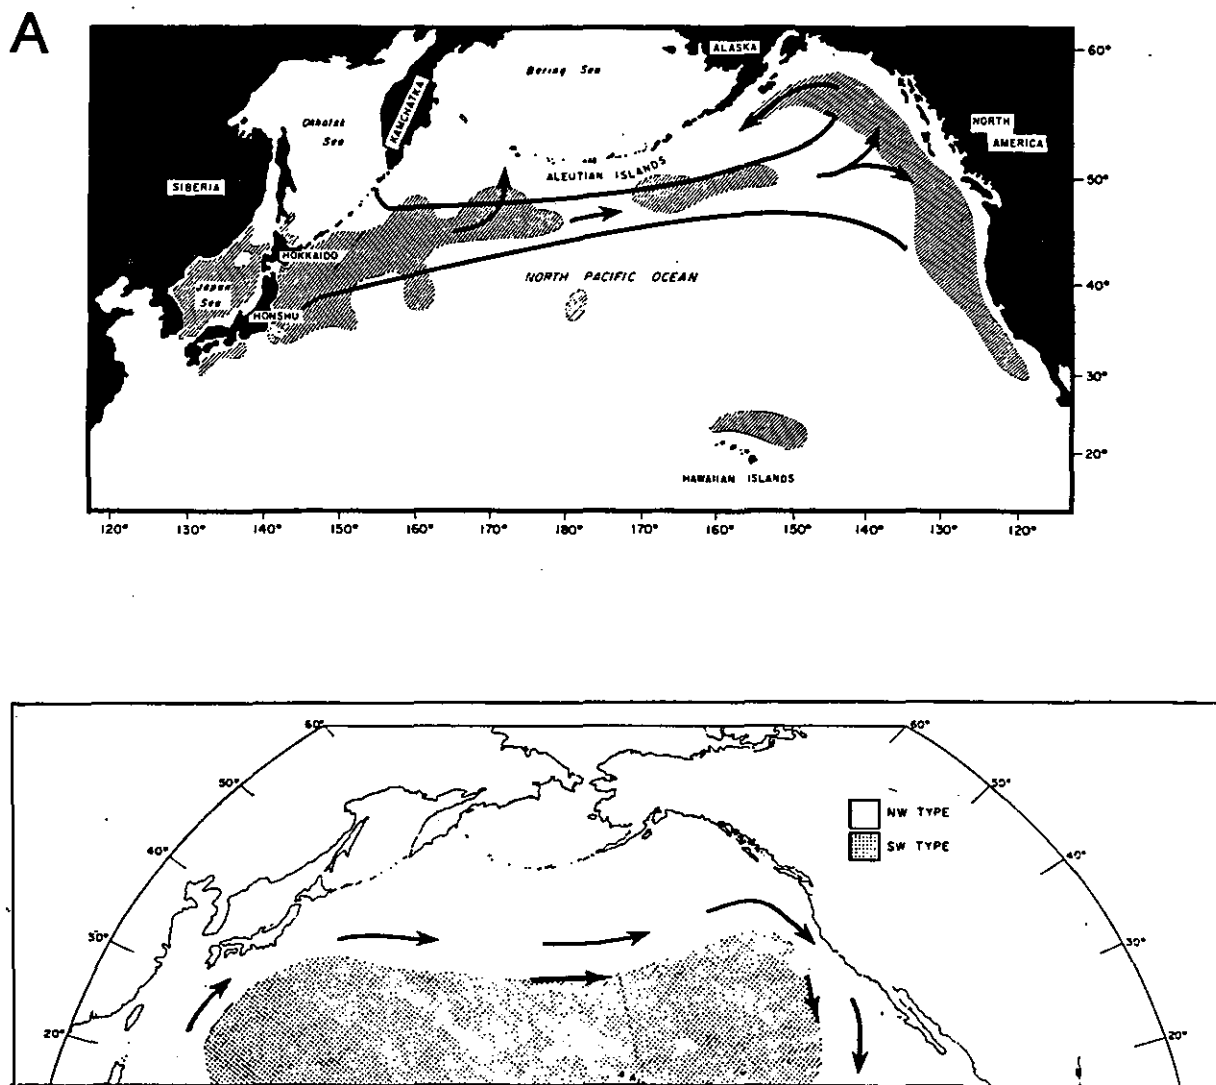 A
ALASKA
60°
Bering Sea
KAMCHATKA
Okhotsk
Sea
NORTH
AMERICA
SIBERIA
ALEUTIAN ISLANDS
50°
HOKKAIDO
NORTH PACIFIC OCEAN
Japan
Sea
40°
HONSHU
30°
20°
HAWAIIAN ISLANDS
120° 130° 140° 150° 160° 170° 180° 170° 160° 150° 140° 130° 120°
60° 60°
50° 50°
NW TYPE
SW TYPE
40° 40°
30° 30°
20° 20°